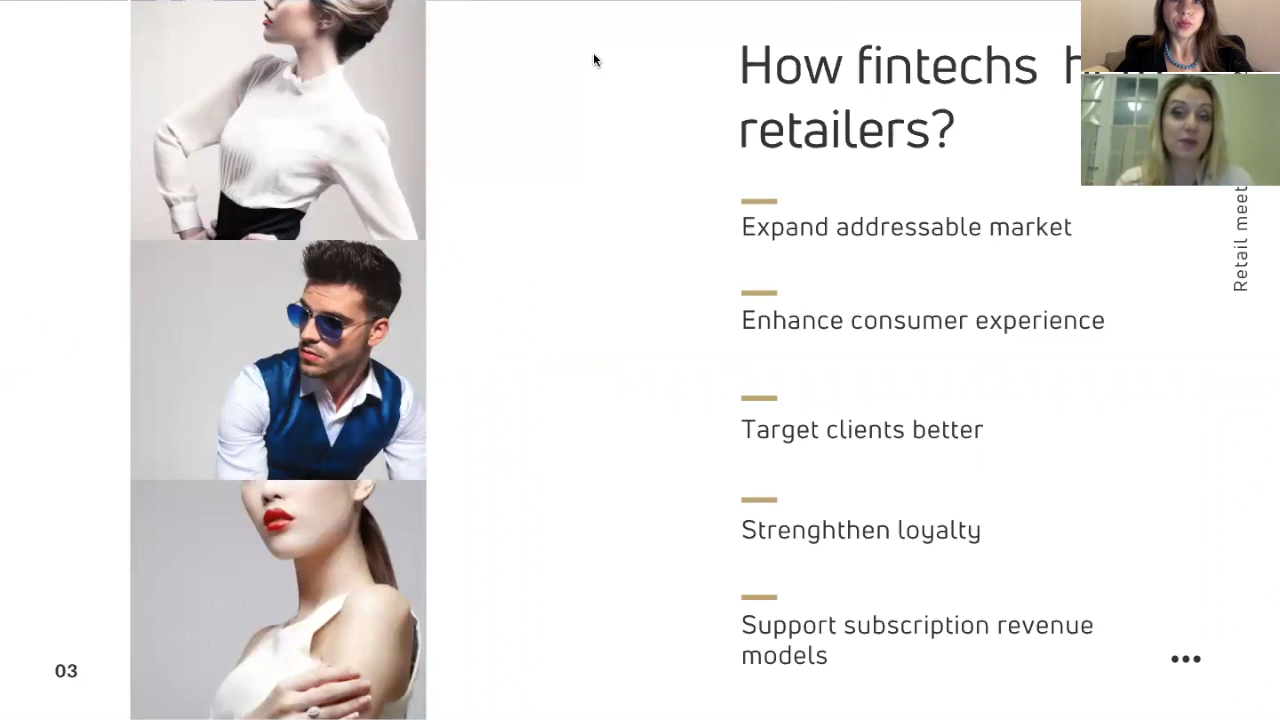 How fintechs
retailers?
Expand addressable market
Enhance consumer experience
Target clients better
Strenghthen loyalty
Support subscription revenue
models
Retail meet
03